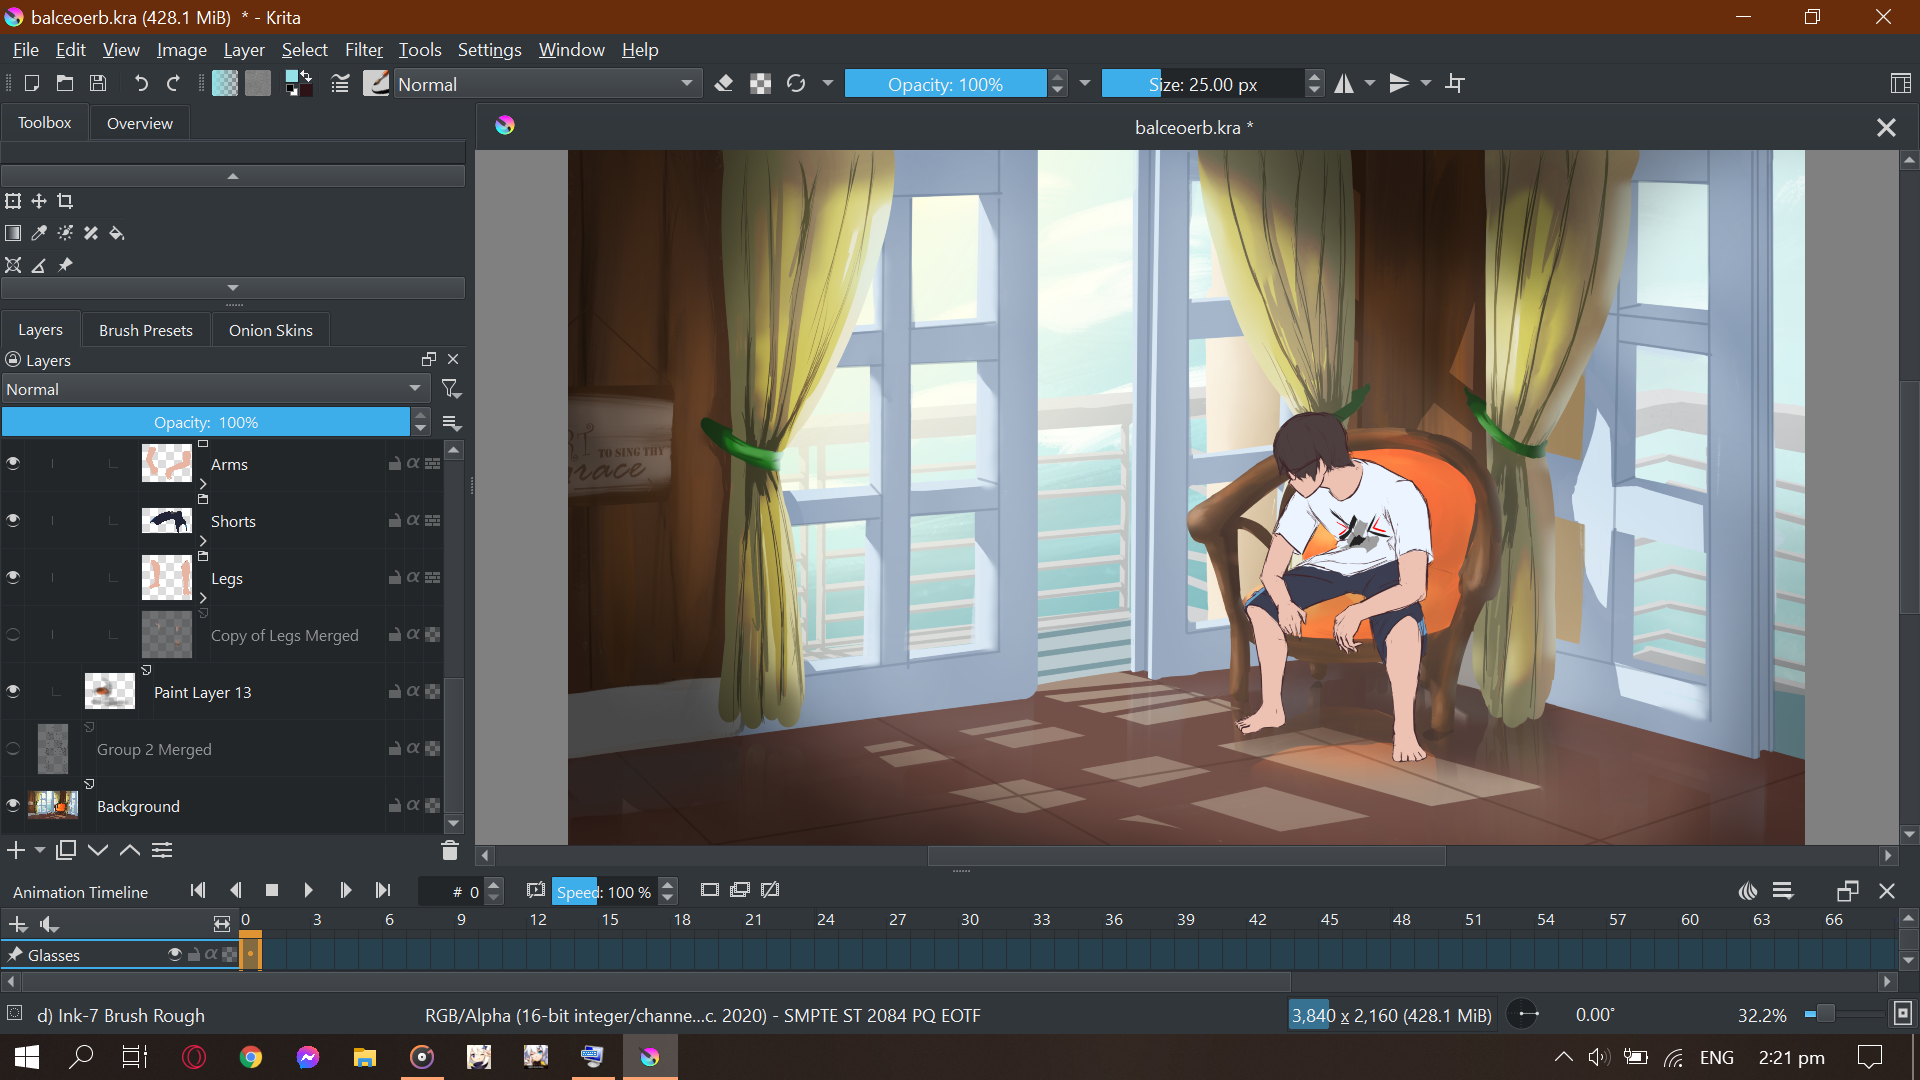 balceoerb.kra (428.1 MiB) * - Krita
File Edit View Image Layer Select Filter Tools Settings Window Help
Normal
Opacity: 100%
Size: 25.00 px
Toolbox
Overview
balceoerb.kra *
Layers
Brush Presets
Onion Skins
Layers
Normal
Opacity: 100%
Arms
Shorts
Legs
Copy of Legs Merged
Paint Layer 13
Group 2 Merged
Background
TO SING THY
grace
Animation Timeline
# 0
Speed: 100 %
0 3 6 9 12 15 18 21 24 27 30 33 36 39 42 45 48 51 54 57 60 63 66
Glasses
d) Ink-7 Brush Rough
RGB/Alpha (16-bit integer/channe...c. 2020) - SMPTE ST 2084 PQ EOTF
3,840 x 2,160 (428.1 MiB)
0.00°
32.2%
ENG
2:21 pm